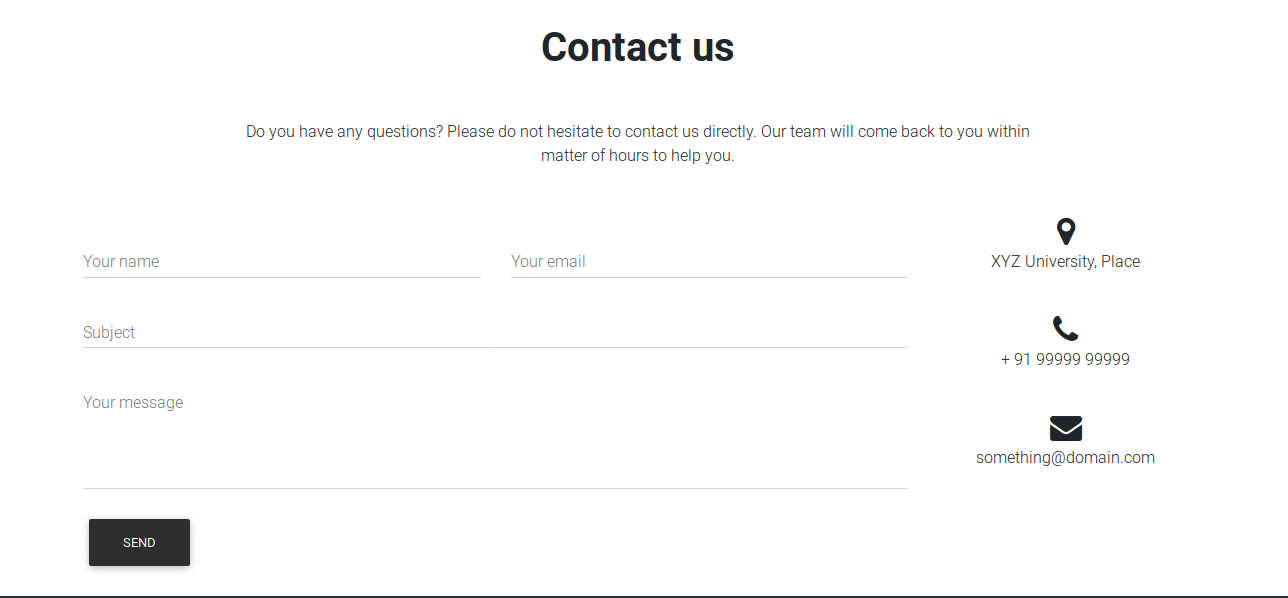 Contact us
Do you have any questions? Please do not hesitate to contact us directly. Our team will come back to you within
matter of hours to help you.
Your name
Your email
Subject
Your message
SEND
XYZ University, Place
+ 91 99999 99999
something@domain.com